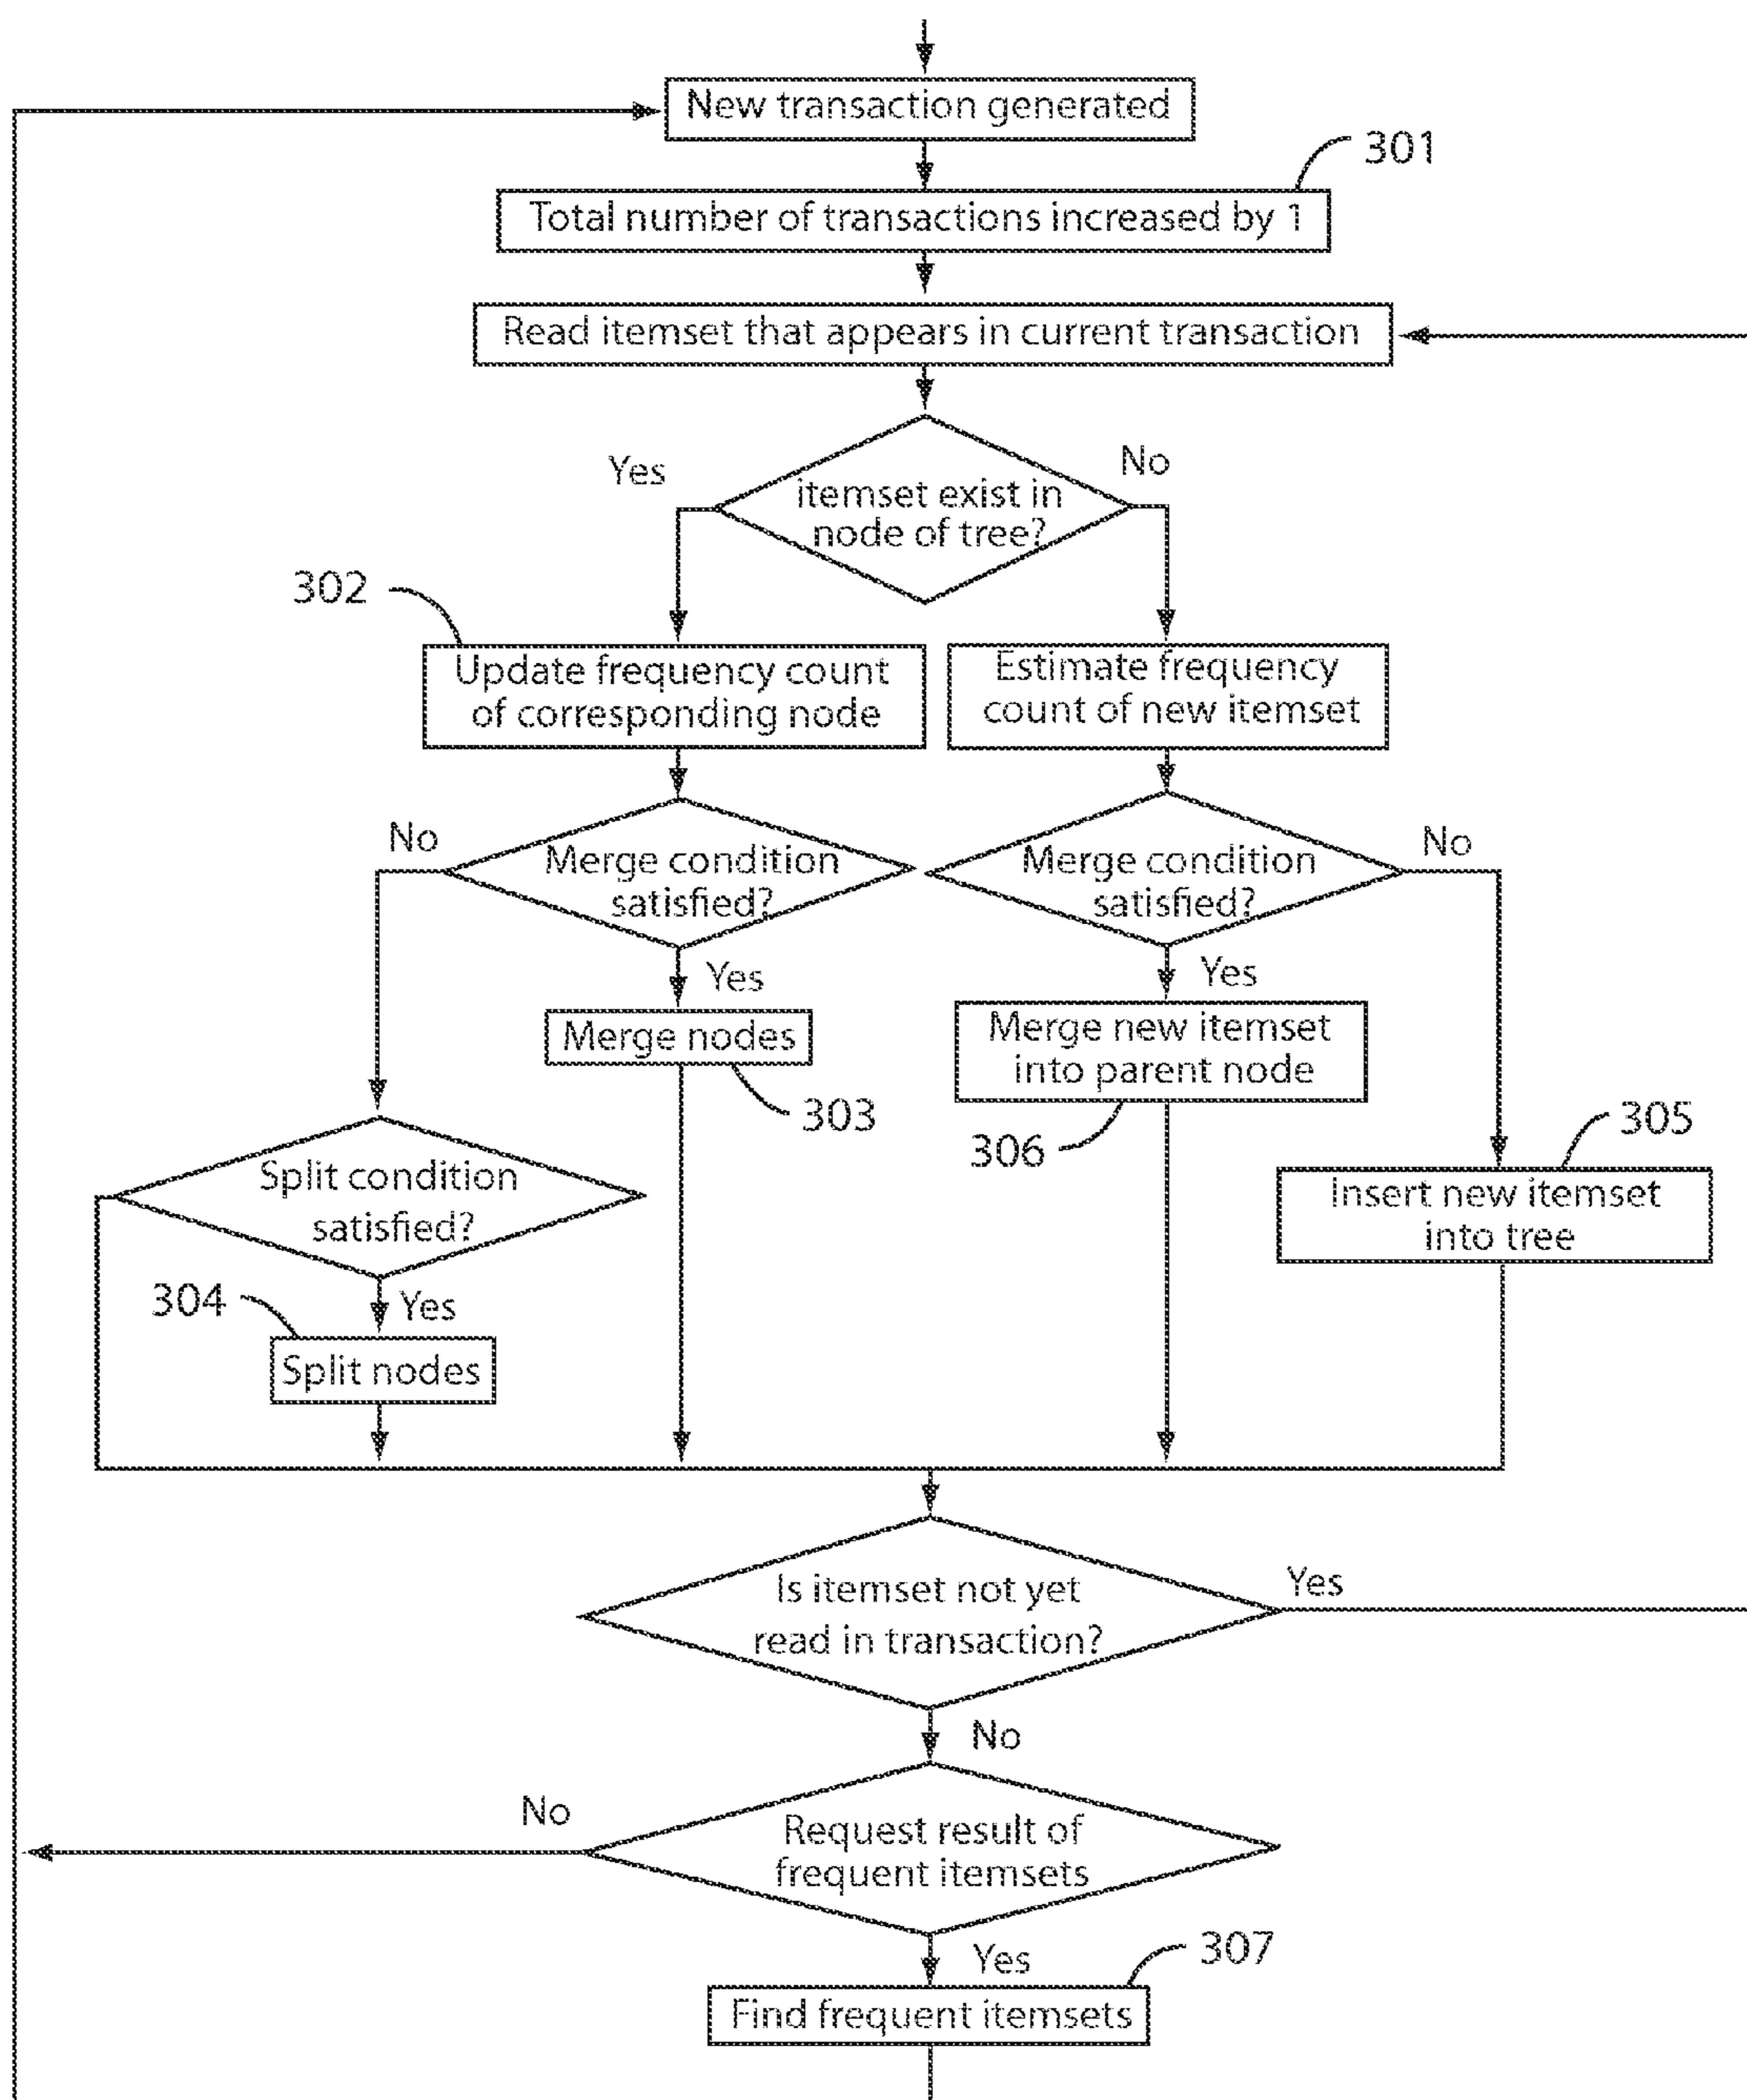 New transaction generated
301
Total number of transactions increased by 1
Read itemset that appears in current transaction
Yes
No
itemset exist in
node of tree?
302
Update frequency count
of corresponding node
Estimate frequency
count of new itemset
No
Merge condition
satisfied?
Merge condition
satisfied?
No
Yes
Yes
Merge nodes
303
Merge new itemset
into parent node
306
305
Insert new itemset
into tree
Split condition
satisfied?
304
Yes
Split nodes
Is itemset not yet
read in transaction?
Yes
No
No
Request result of
frequent itemsets
Yes
307
Find frequent itemsets